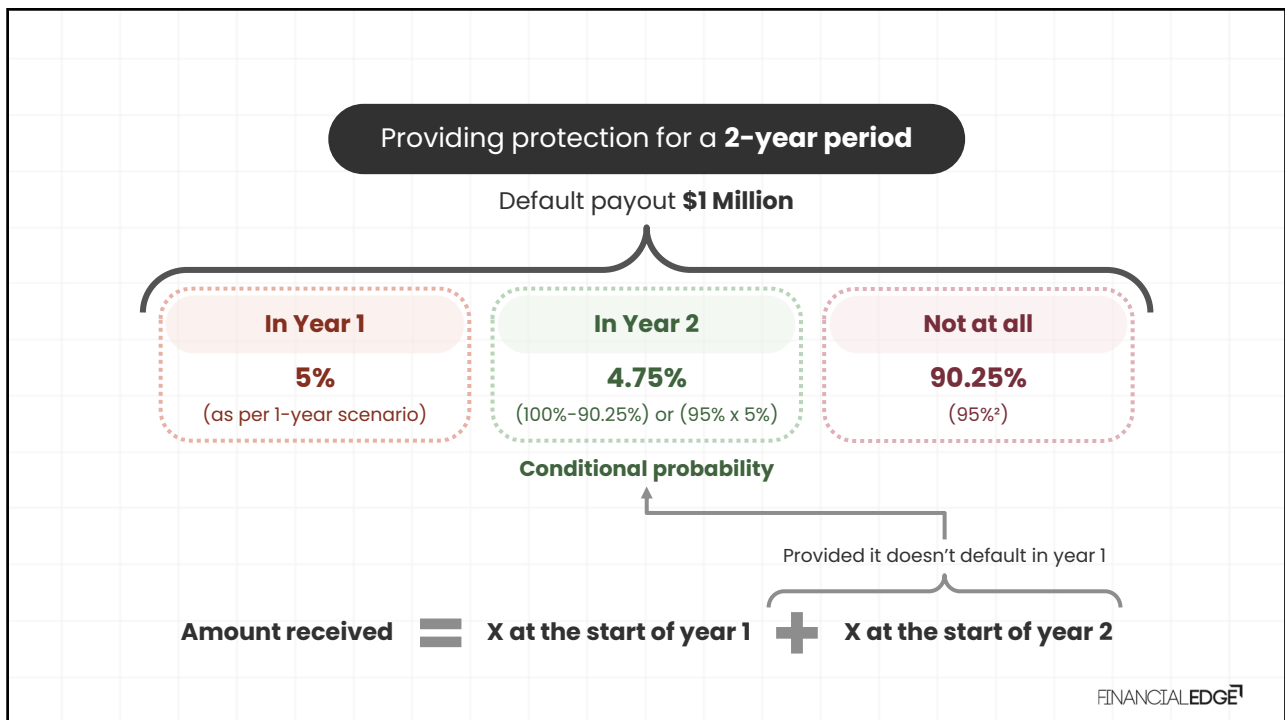 Providing protection for a 2-year period
Default payout $1 Million
In Year 1
5%
(as per 1-year scenario)
In Year 2
4.75%
(100%-90.25%) or (95% x 5%)
Not at all
90.25%
(95%²)
Conditional probability
Provided it doesn't default in year 1
Amount received = X at the start of year 1 + X at the start of year 2
FINANCIALEDGE